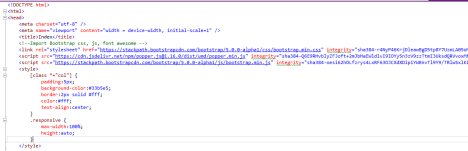 <!DOCTYPE html>
<html>
<head>
<meta charset="utf-8" />
<meta name="viewport" content="width = device-width, initial-scale=1" />
<title>Index</title>
<!--Import Bootstrap css, js, font awesome -->
<link rel="stylesheet" href="https://stackpath.bootstrapcdn.com/bootstrap/5.0.0-alpha1/css/bootstrap.min.css" integrity="sha384-
<script src="https://cdn.jsdelivr.net/npm/popper.js@1.16.0/dist/umd/popper.min.js" integrity="sha384-
<script src="https://stackpath.bootstrapcdn.com/bootstrap/5.0.0-alpha1/js/bootstrap.min.js" integrity="sha384-
<style>
[class *="col"] {
padding:5px;
background-color:#33b5e5;
border:2px solid #fff;
color:#fff;
text-align:center;
}
.responsive {
max-width:100%;
height:auto;
}
</style>